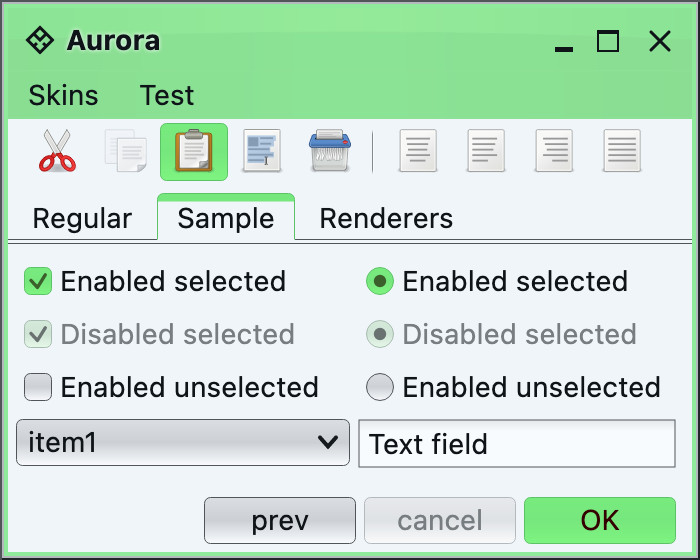 Aurora
Skins Test
Regular Sample Renderers
Enabled selected Enabled selected
Disabled selected Disabled selected
Enabled unselected Enabled unselected
item1 Text field
prev cancel OK